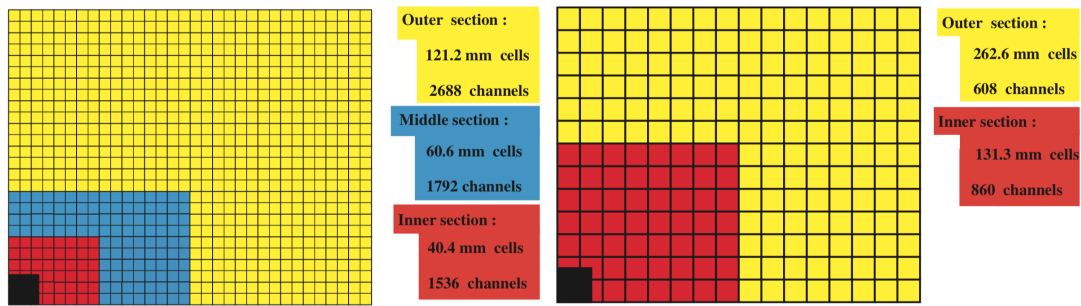 Outer section :
121.2 mm cells
2688 channels
Middle section :
60.6 mm cells
1792 channels
Inner section :
40.4 mm cells
1536 channels
Outer section :
262.6 mm cells
608 channels
Inner section :
131.3 mm cells
860 channels